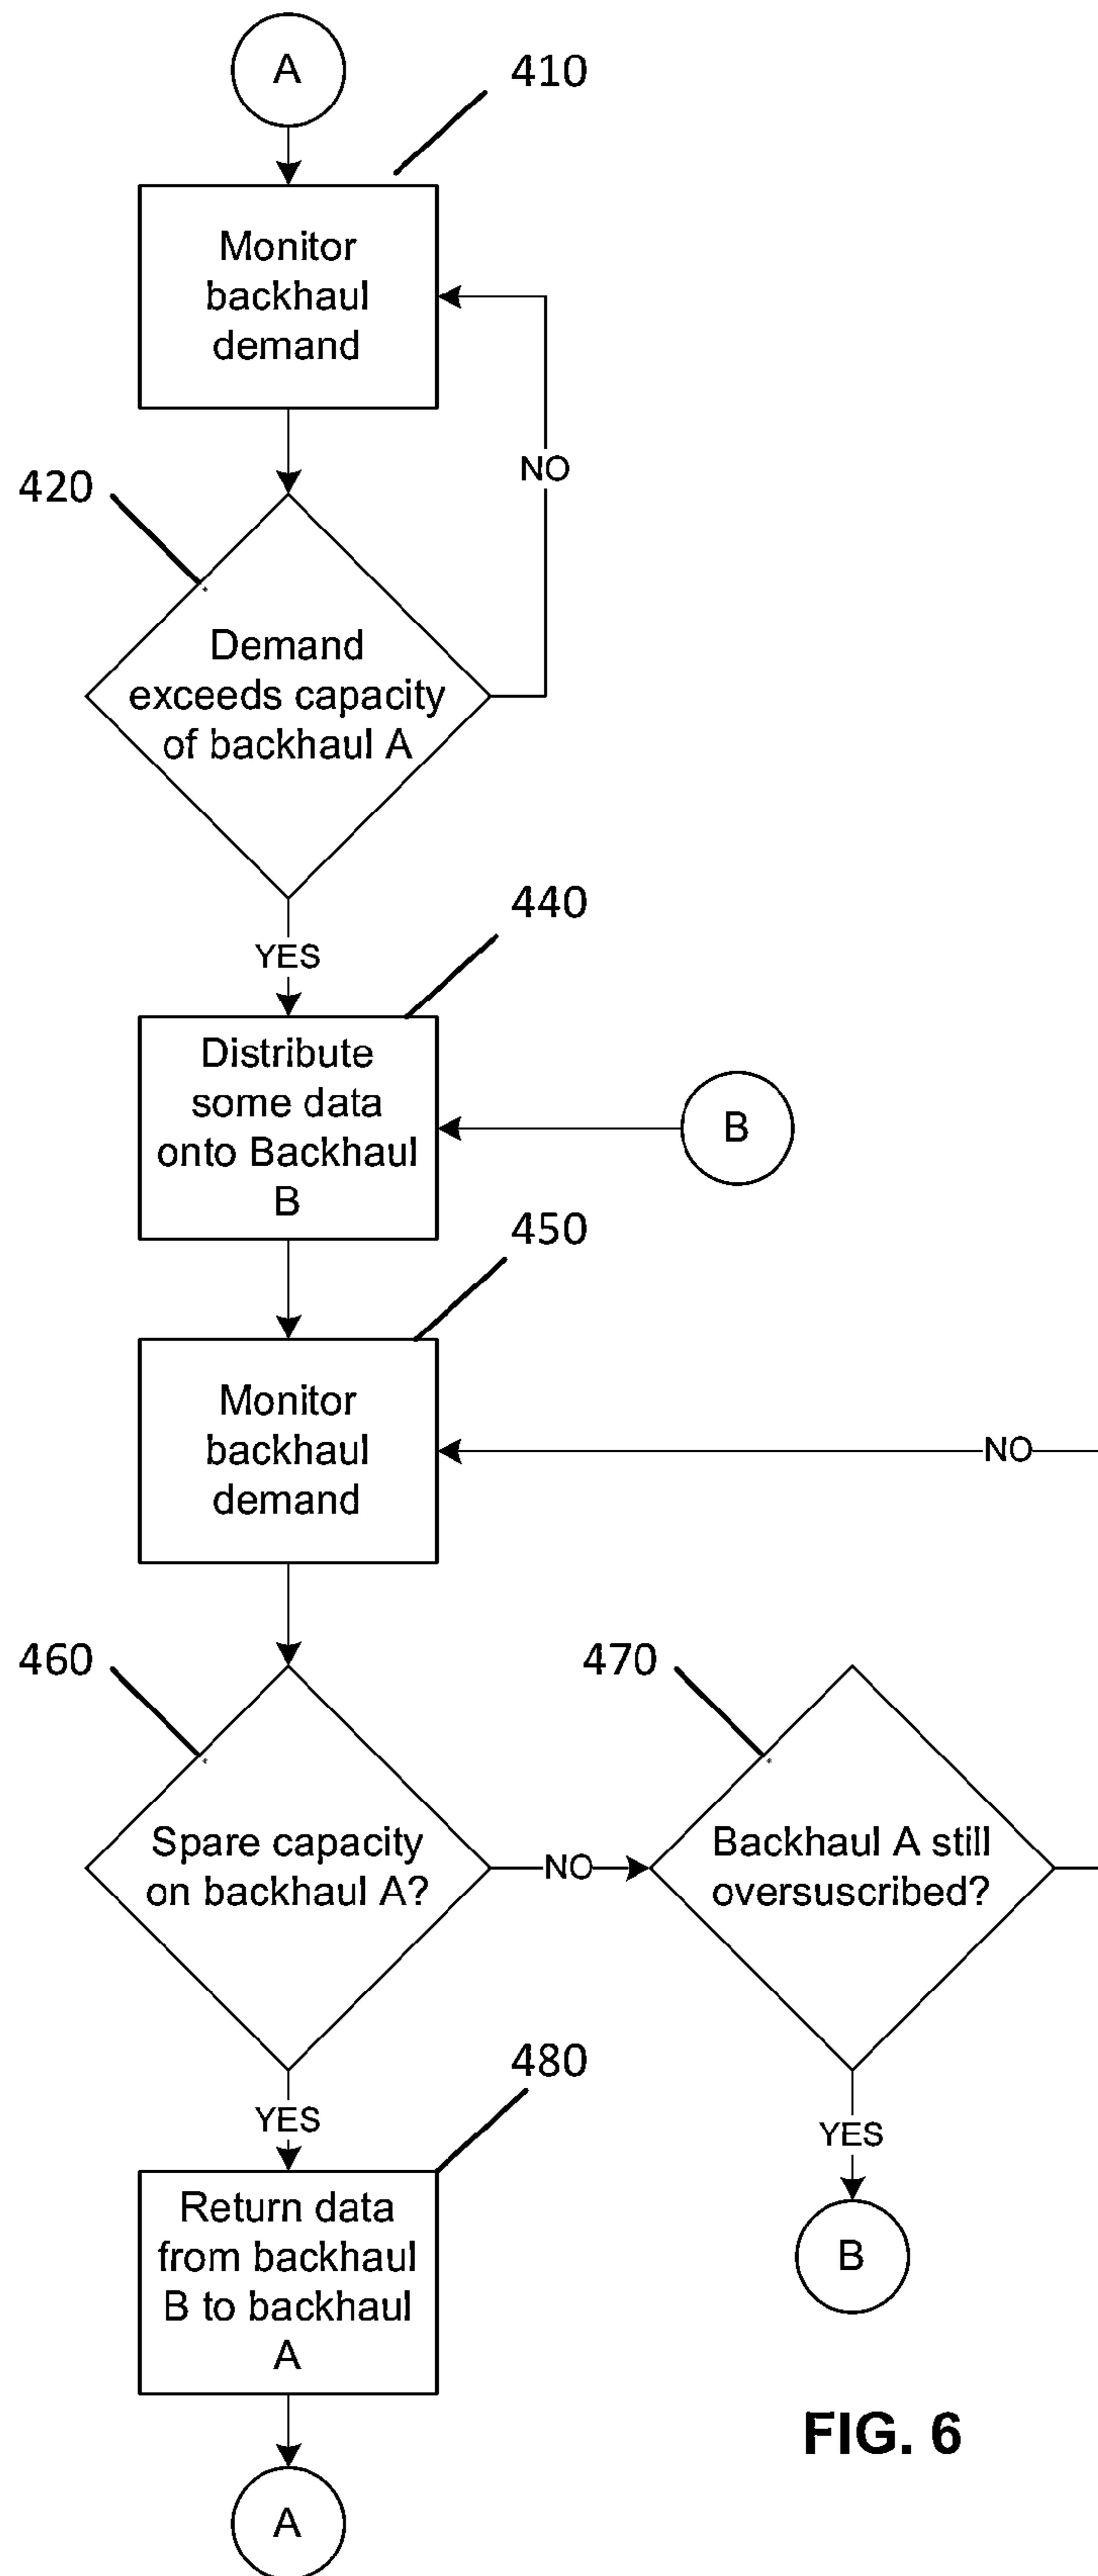 A
410
Monitor
backhaul
demand
NO
420
Demand
exceeds capacity
of backhaul A
YES
440
Distribute
some data
onto Backhaul
B
B
450
Monitor
backhaul
demand
NO
460
Spare capacity
on backhaul A?
NO
470
Backhaul A still
oversuscribed?
YES
B
YES
480
Return data
from backhaul
B to backhaul
A
A
FIG. 6